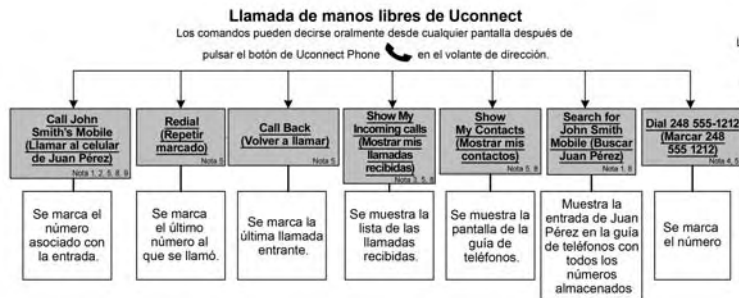 Llamada de manos libres de Uconnect
Los comandos pueden decirse oralmente desde cualquier pantalla después de
pulsar el botón de Uconnect Phone en el volante de dirección.
Call John
Smith's Mobile
(Llamar al celular
de Juan Pérez)
Nota 1, 2, 5, 8, 9
Redial
(Repetir
marcado)
Nota 5
Call Back
(Volver a llamar)
Nota 5
Show My
Incoming calls
(Mostrar mis
llamadas
recibidas)
Nota 3, 5, 8
Show
My Contacts
(Mostrar mis
contactos)
Nota 5, 8
Search for
John Smith
Mobile (Buscar
Juan Pérez)
Nota 1, 8
Dial 248 555-1212
(Marcar 248
555 1212)
Nota 4, 5
Se marca el
número
asociado con
la entrada.
Se marca
el último
número al
que se llamó.
Se marca la
última llamada
entrante.
Se muestra la
lista de las
llamadas
recibidas.
Se muestra la
pantalla de la
guía de
teléfonos.
Muestra la
entrada de Juan
Pérez en la guía
de teléfonos con
todos los
números
almacenados
Se marca
el número